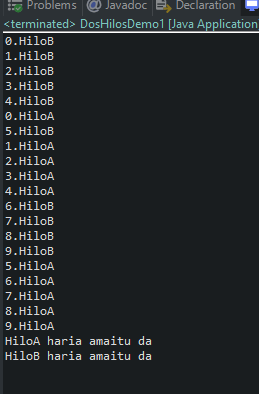 Problems @ Javadoc Declaration
<terminated> DosHilosDemo1 [Java Application
0.HiloB
1.HiloB
2.HiloB
3.HiloB
4.HiloB
0.HiloA
5.HiloB
1.HiloA
2.HiloA
3.HiloA
4.HiloA
6.HiloB
7.HiloB
8.HiloB
9.HiloB
5.HiloA
6.HiloA
7.HiloA
8.HiloA
9.HiloA
HiloA haria amaitu da
HiloB haria amaitu da